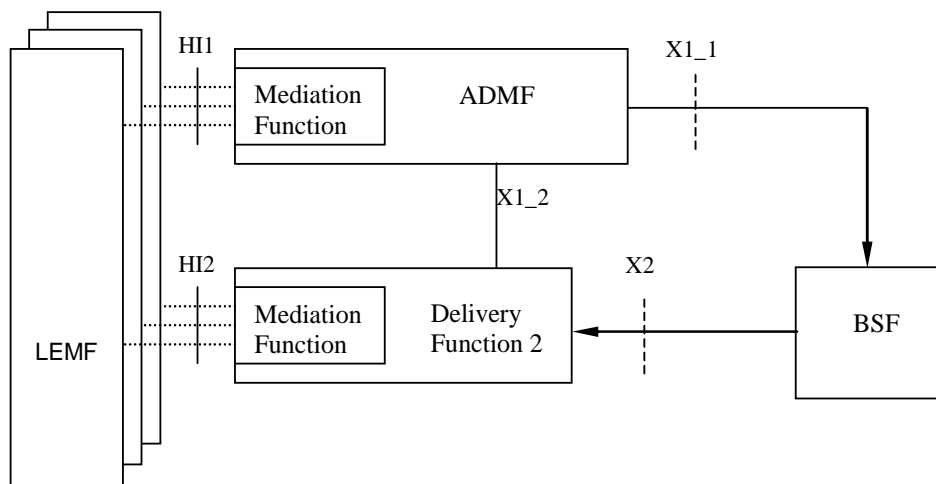 HI1
X1_1
Mediation
Function
ADMF
X1_2
HI2
X2
Mediation
Function
Delivery
Function 2
BSF
LEMF